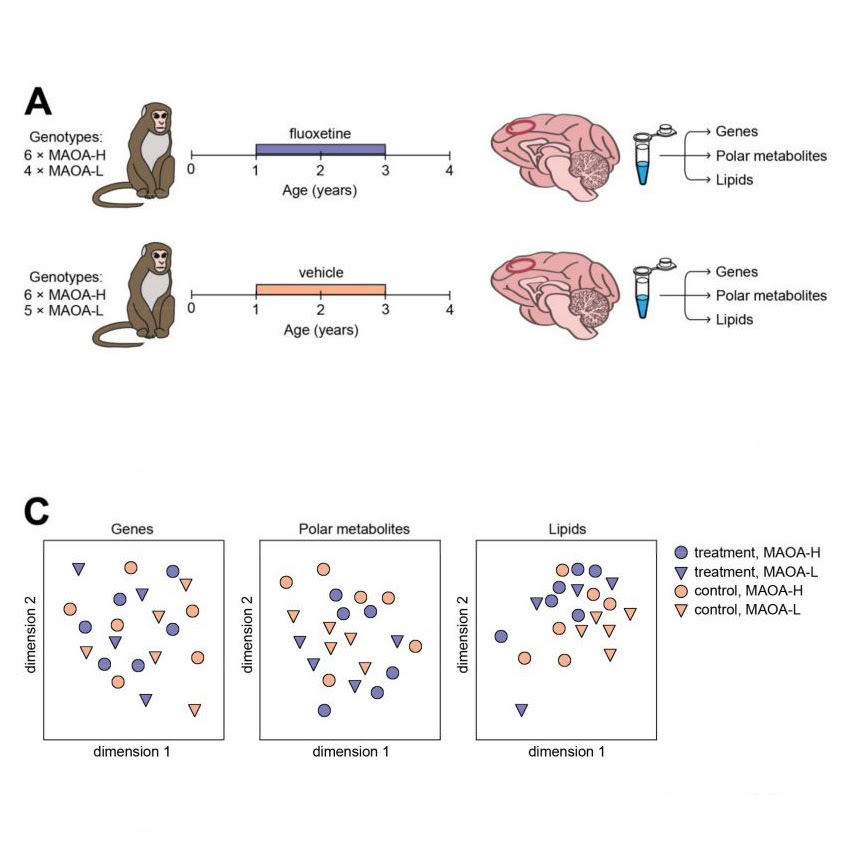 A
Genotypes:
6 × MAOA-H
4 × MAOA-L
fluoxetine
0 1 2 3 4
Age (years)
Genes
Polar metabolites
Lipids
Genotypes:
6 × MAOA-H
5 × MAOA-L
vehicle
0 1 2 3 4
Age (years)
Genes
Polar metabolites
Lipids
C
Genes
dimension 2
dimension 1
Polar metabolites
dimension 2
dimension 1
Lipids
dimension 2
dimension 1
treatment, MAOA-H
treatment, MAOA-L
control, MAOA-H
control, MAOA-L